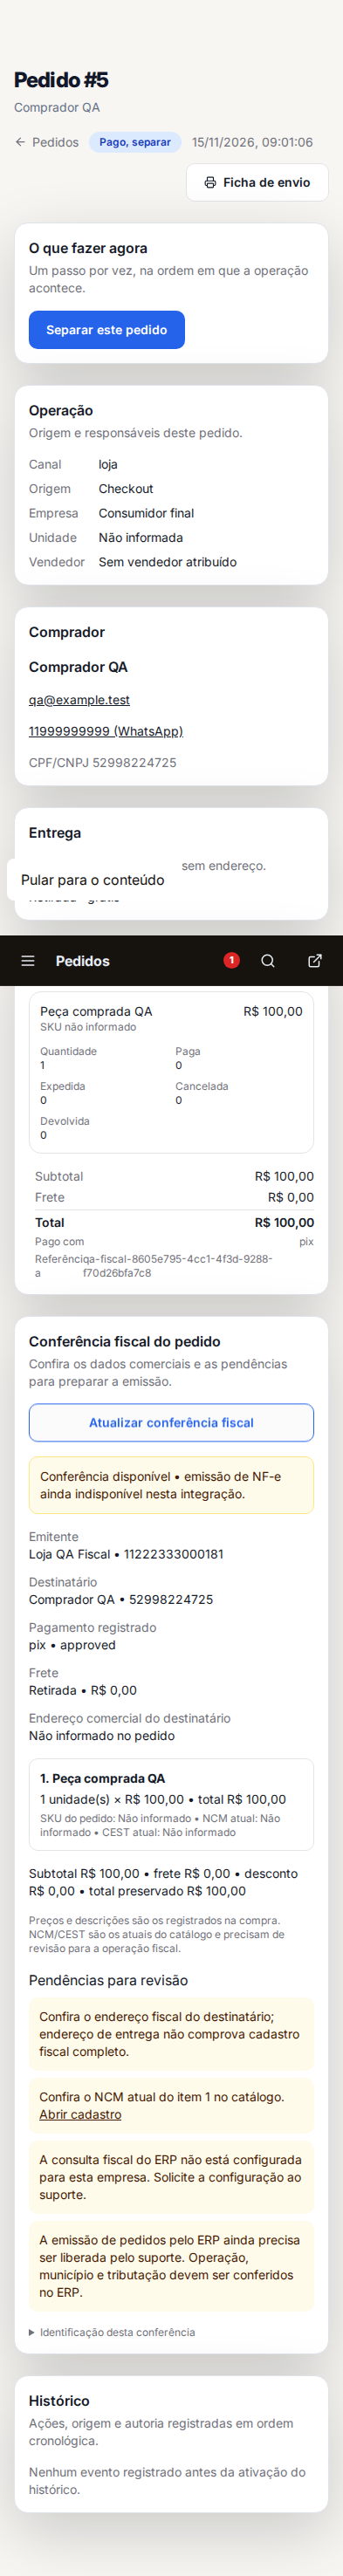 Pedido #5
Comprador QA
← Pedidos Pago, separar 15/11/2026, 09:01:06
Ficha de envio
O que fazer agora
Um passo por vez, na ordem em que a operação
acontece.
Separar este pedido
Operação
Origem e responsáveis deste pedido.
Canal loja
Origem Checkout
Empresa Consumidor final
Unidade Não informada
Vendedor Sem vendedor atribuído
Comprador
Comprador QA
qa@example.test
11999999999 (WhatsApp)
CPF/CNPJ 52998224725
Entrega
sem endereço.
Pular para o conteúdo
Pedidos 1
Peça comprada QA R$ 100,00
SKU não informado
Quantidade Paga
1 0
Expedida Cancelada
0 0
Devolvida
0
Subtotal R$ 100,00
Frete R$ 0,00
Total R$ 100,00
Pago com pix
Referênciqa-fiscal-8605e795-4cc1-4f3d-9288-
a f70d26bfa7c8
Conferência fiscal do pedido
Confira os dados comerciais e as pendências
para preparar a emissão.
Atualizar conferência fiscal
Conferência disponível • emissão de NF-e
ainda indisponível nesta integração.
Emitente
Loja QA Fiscal • 11222333000181
Destinatário
Comprador QA • 52998224725
Pagamento registrado
pix • approved
Frete
Retirada • R$ 0,00
Endereço comercial do destinatário
Não informado no pedido
1. Peça comprada QA
1 unidade(s) × R$ 100,00 • total R$ 100,00
SKU do pedido: Não informado • NCM atual: Não
informado • CEST atual: Não informado
Subtotal R$ 100,00 • frete R$ 0,00 • desconto
R$ 0,00 • total preservado R$ 100,00
Preços e descrições são os registrados na compra.
NCM/CEST são os atuais do catálogo e precisam de
revisão para a operação fiscal.
Pendências para revisão
Confira o endereço fiscal do destinatário;
endereço de entrega não comprova cadastro
fiscal completo.
Confira o NCM atual do item 1 no catálogo.
Abrir cadastro
A consulta fiscal do ERP não está configurada
para esta empresa. Solicite a configuração ao
suporte.
A emissão de pedidos pelo ERP ainda precisa
ser liberada pelo suporte. Operação,
município e tributação devem ser conferidos
no ERP.
Identificação desta conferência
Histórico
Ações, origem e autoria registradas em ordem
cronológica.
Nenhum evento registrado antes da ativação do
histórico.